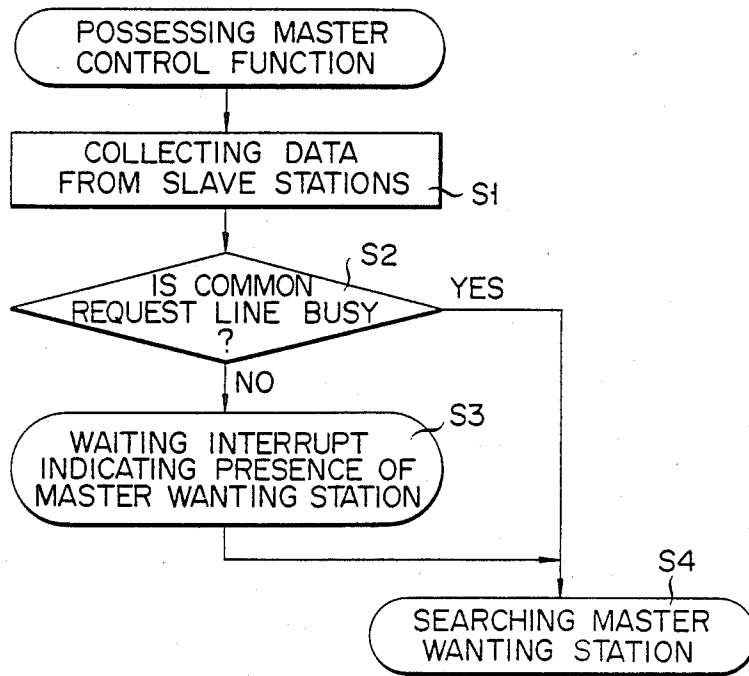 POSSESSING MASTER
CONTROL FUNCTION
COLLECTING DATA
FROM SLAVE STATIONS
S1
S2
IS COMMON
REQUEST LINE BUSY
?
YES
NO
S3
WAITING INTERRUPT
INDICATING PRESENCE OF
MASTER WANTING STATION
S4
SEARCHING MASTER
WANTING STATION